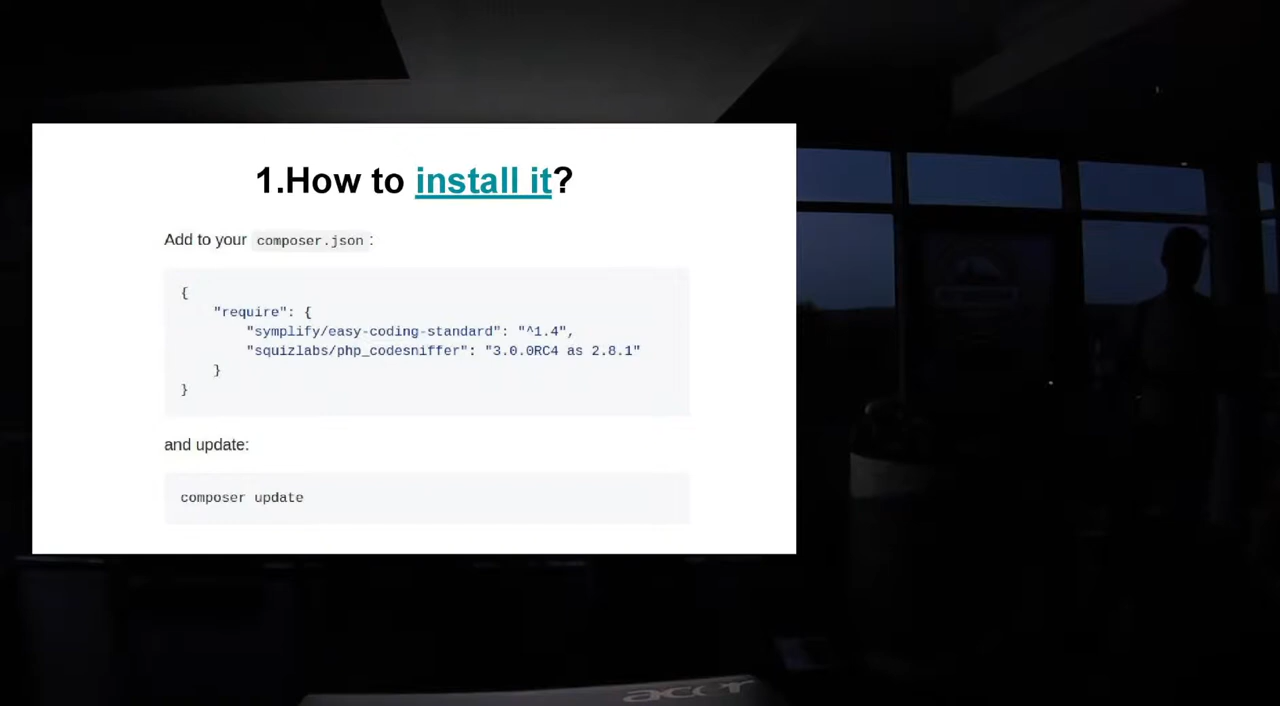 1.How to install it?
Add to your composer.json:
{
"require": {
"symplify/easy-coding-standard": "^1.4",
"squizlabs/php_codesniffer": "3.0.0RC4 as 2.8.1"
}
}
and update:
composer update
acer